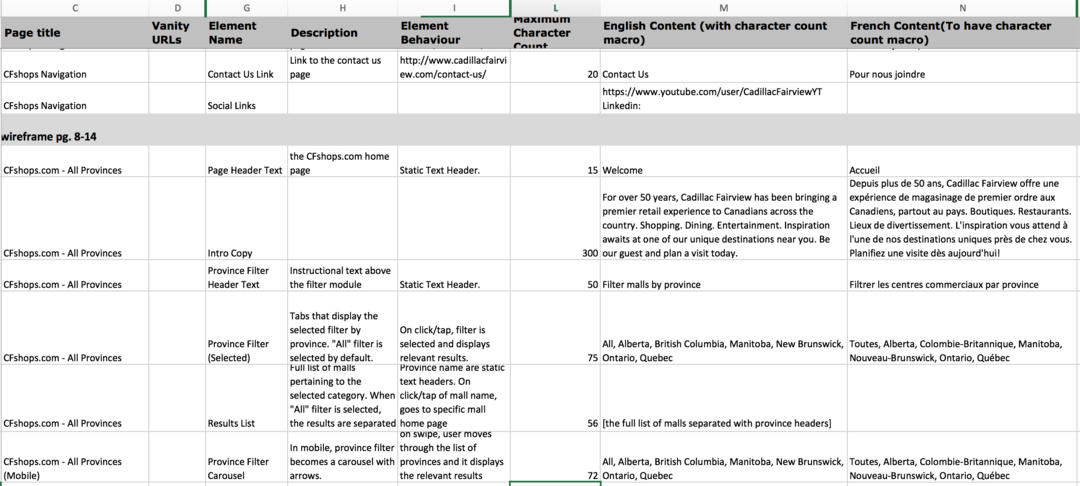 C D G H I L M N
Page title
Vanity
URLs
Element
Name
Description
Element
Behaviour
Maximum
Character
Count
English Content (with character count
macro)
French Content(To have character
count macro)
CFshops Navigation
Contact Us Link
Link to the contact us
page
http://www.cadillacfairvi
ew.com/contact-us/
20
Contact Us
Pour nous joindre
CFshops Navigation
Social Links
https://www.youtube.com/user/CadillacFairviewYT
Linkedin:
wireframe pg. 8-14
CFshops.com - All Provinces
Page Header Text
the CFshops.com home
page
Static Text Header.
15
Welcome
Accueil
CFshops.com - All Provinces
Intro Copy
300
For over 50 years, Cadillac Fairview has been bringing a
premier retail experience to Canadians across the
country. Shopping. Dining. Entertainment. Inspiration
awaits at one of our unique destinations near you. Be
our guest and plan a visit today.
Depuis plus de 50 ans, Cadillac Fairview offre une
expérience de magasinage de premier ordre aux
Canadiens, partout au pays. Boutiques. Restaurants.
Lieux de divertissement. L'inspiration vous attend à
l'une de nos destinations uniques près de chez vous.
Planifiez une visite dès aujourd'hui!
CFshops.com - All Provinces
Province Filter
Header Text
Instructional text above
the filter module
Static Text Header.
50
Filter malls by province
Filtrer les centres commerciaux par province
CFshops.com - All Provinces
Province Filter
(Selected)
Tabs that display the
selected filter by
province. "All" filter is
selected by default.
On click/tap, filter is
selected and displays
relevant results.
75
All, Alberta, British Columbia, Manitoba, New Brunswick,
Ontario, Quebec
Toutes, Alberta, Colombie-Britannique, Manitoba,
Nouveau-Brunswick, Ontario, Québec
CFshops.com - All Provinces
Results List
Full list of malls
pertaining to the
selected category. When
"All" filter is selected,
the results are separated
Province name are static
text headers. On
click/tap of mall name,
goes to specific mall
home page
56
[the full list of malls separated with province headers]
CFshops.com - All Provinces
(Mobile)
Province Filter
Carousel
In mobile, province filter
becomes a carousel with
arrows.
on swipe, user moves
through the list of
provinces and it displays
the relevant results
72
All, Alberta, British Columbia, Manitoba, New Brunswick,
Ontario, Quebec
Toutes, Alberta, Colombie-Britannique, Manitoba,
Nouveau-Brunswick, Ontario, Québec